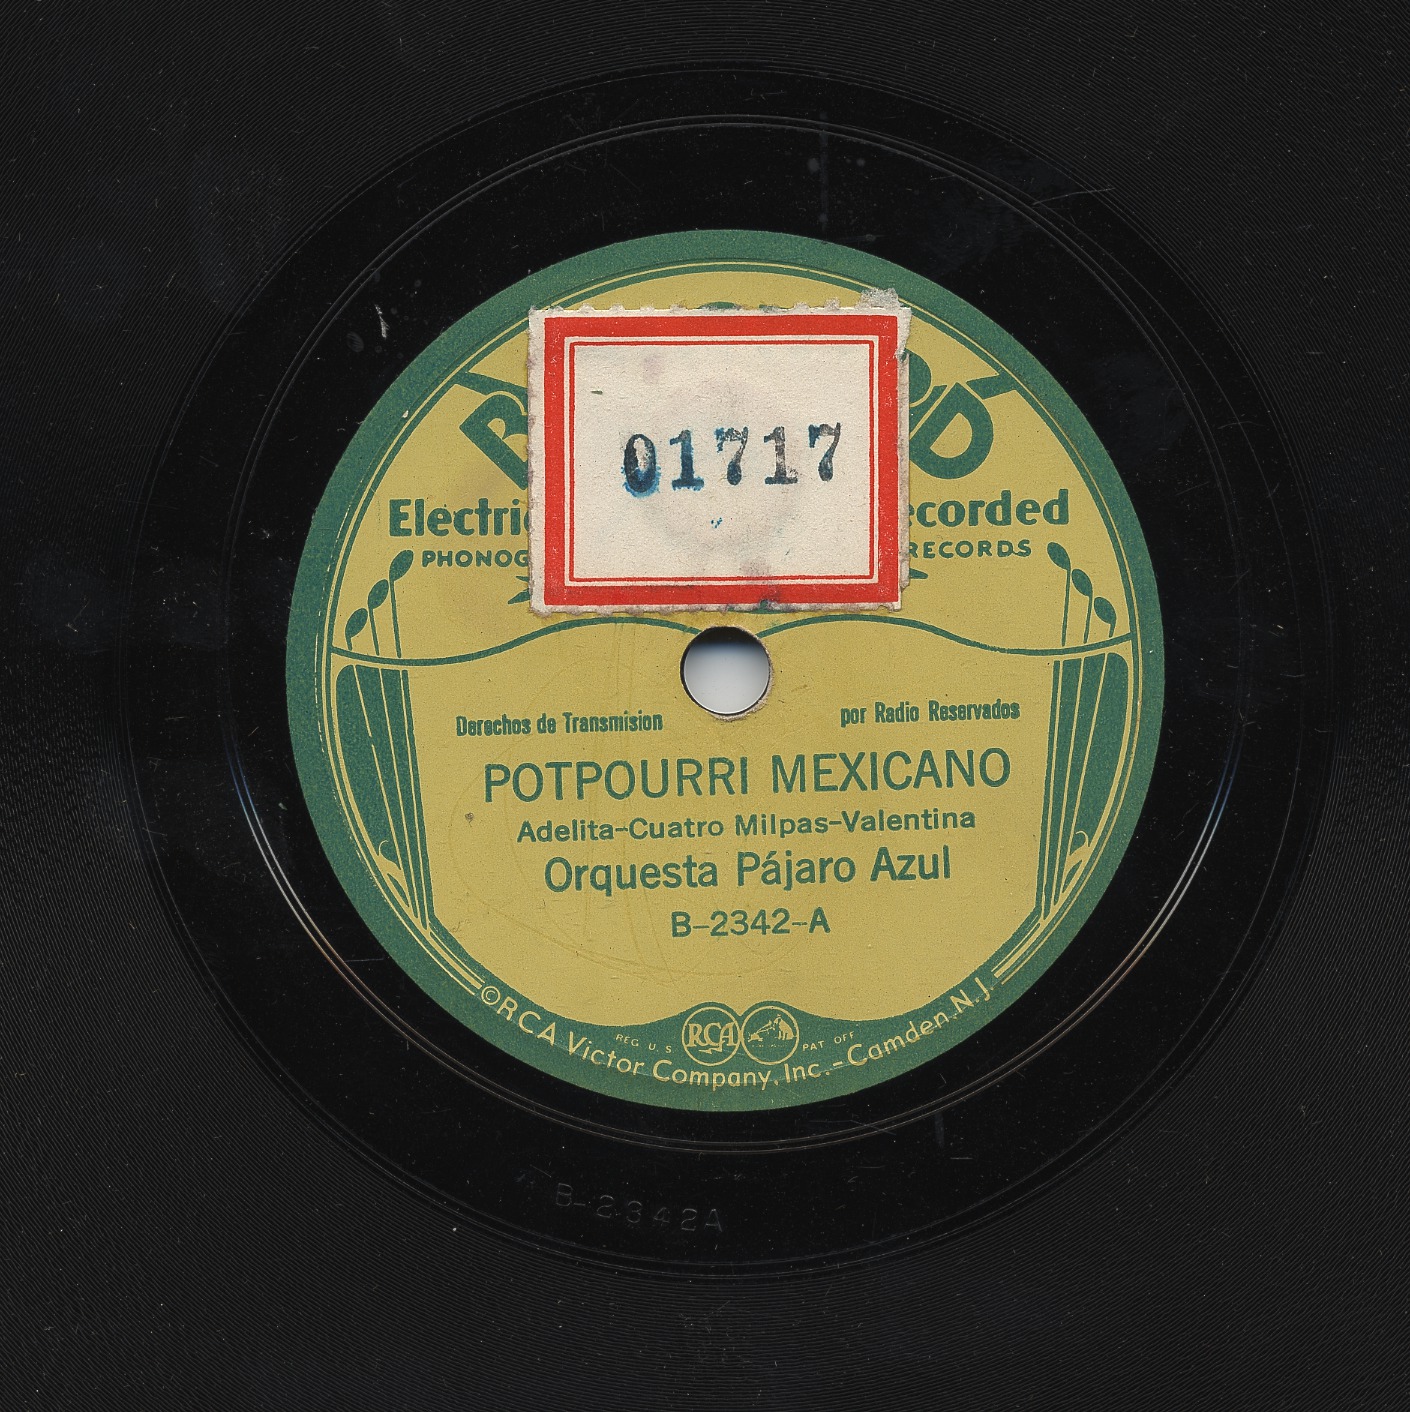 01717
Electric
ecorded
PHONOG
RECORDS
Derechos de Transmision
por Radio Reservados
POTPOURRI MEXICANO
Adelita-Cuatro Milpas-Valentina
Orquesta Pájaro Azul
B-2342-A
REG U.S
RCA
PAT OFF
©RCA Victor Company, Inc.-Camden, N.J.
B-2342A